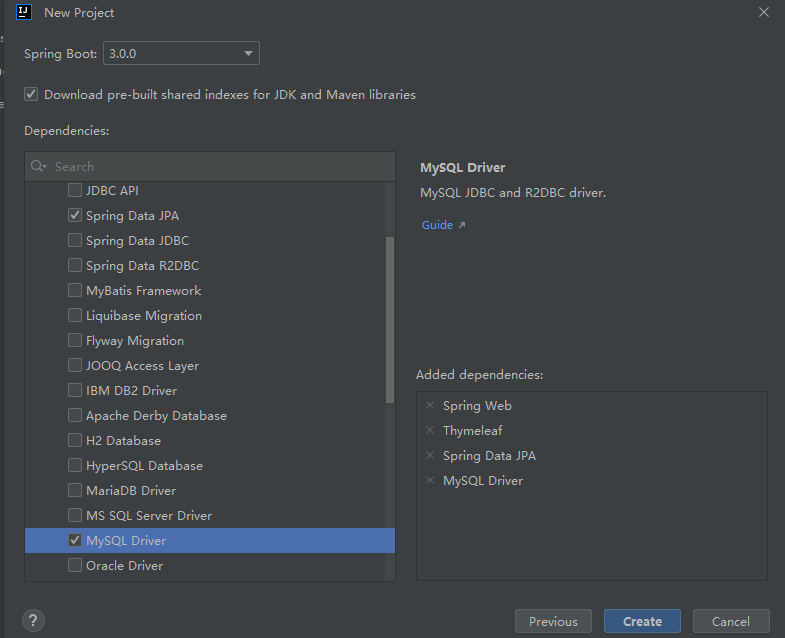 New Project
Spring Boot: 3.0.0
Download pre-built shared indexes for JDK and Maven libraries
Dependencies:
Search
JDBC API
Spring Data JPA
Spring Data JDBC
Spring Data R2DBC
MyBatis Framework
Liquibase Migration
Flyway Migration
JOOQ Access Layer
IBM DB2 Driver
Apache Derby Database
H2 Database
HyperSQL Database
MariaDB Driver
MS SQL Server Driver
MySQL Driver
Oracle Driver
MySQL Driver
MySQL JDBC and R2DBC driver.
Guide
Added dependencies:
Spring Web
Thymeleaf
Spring Data JPA
MySQL Driver
?
Previous
Create
Cancel